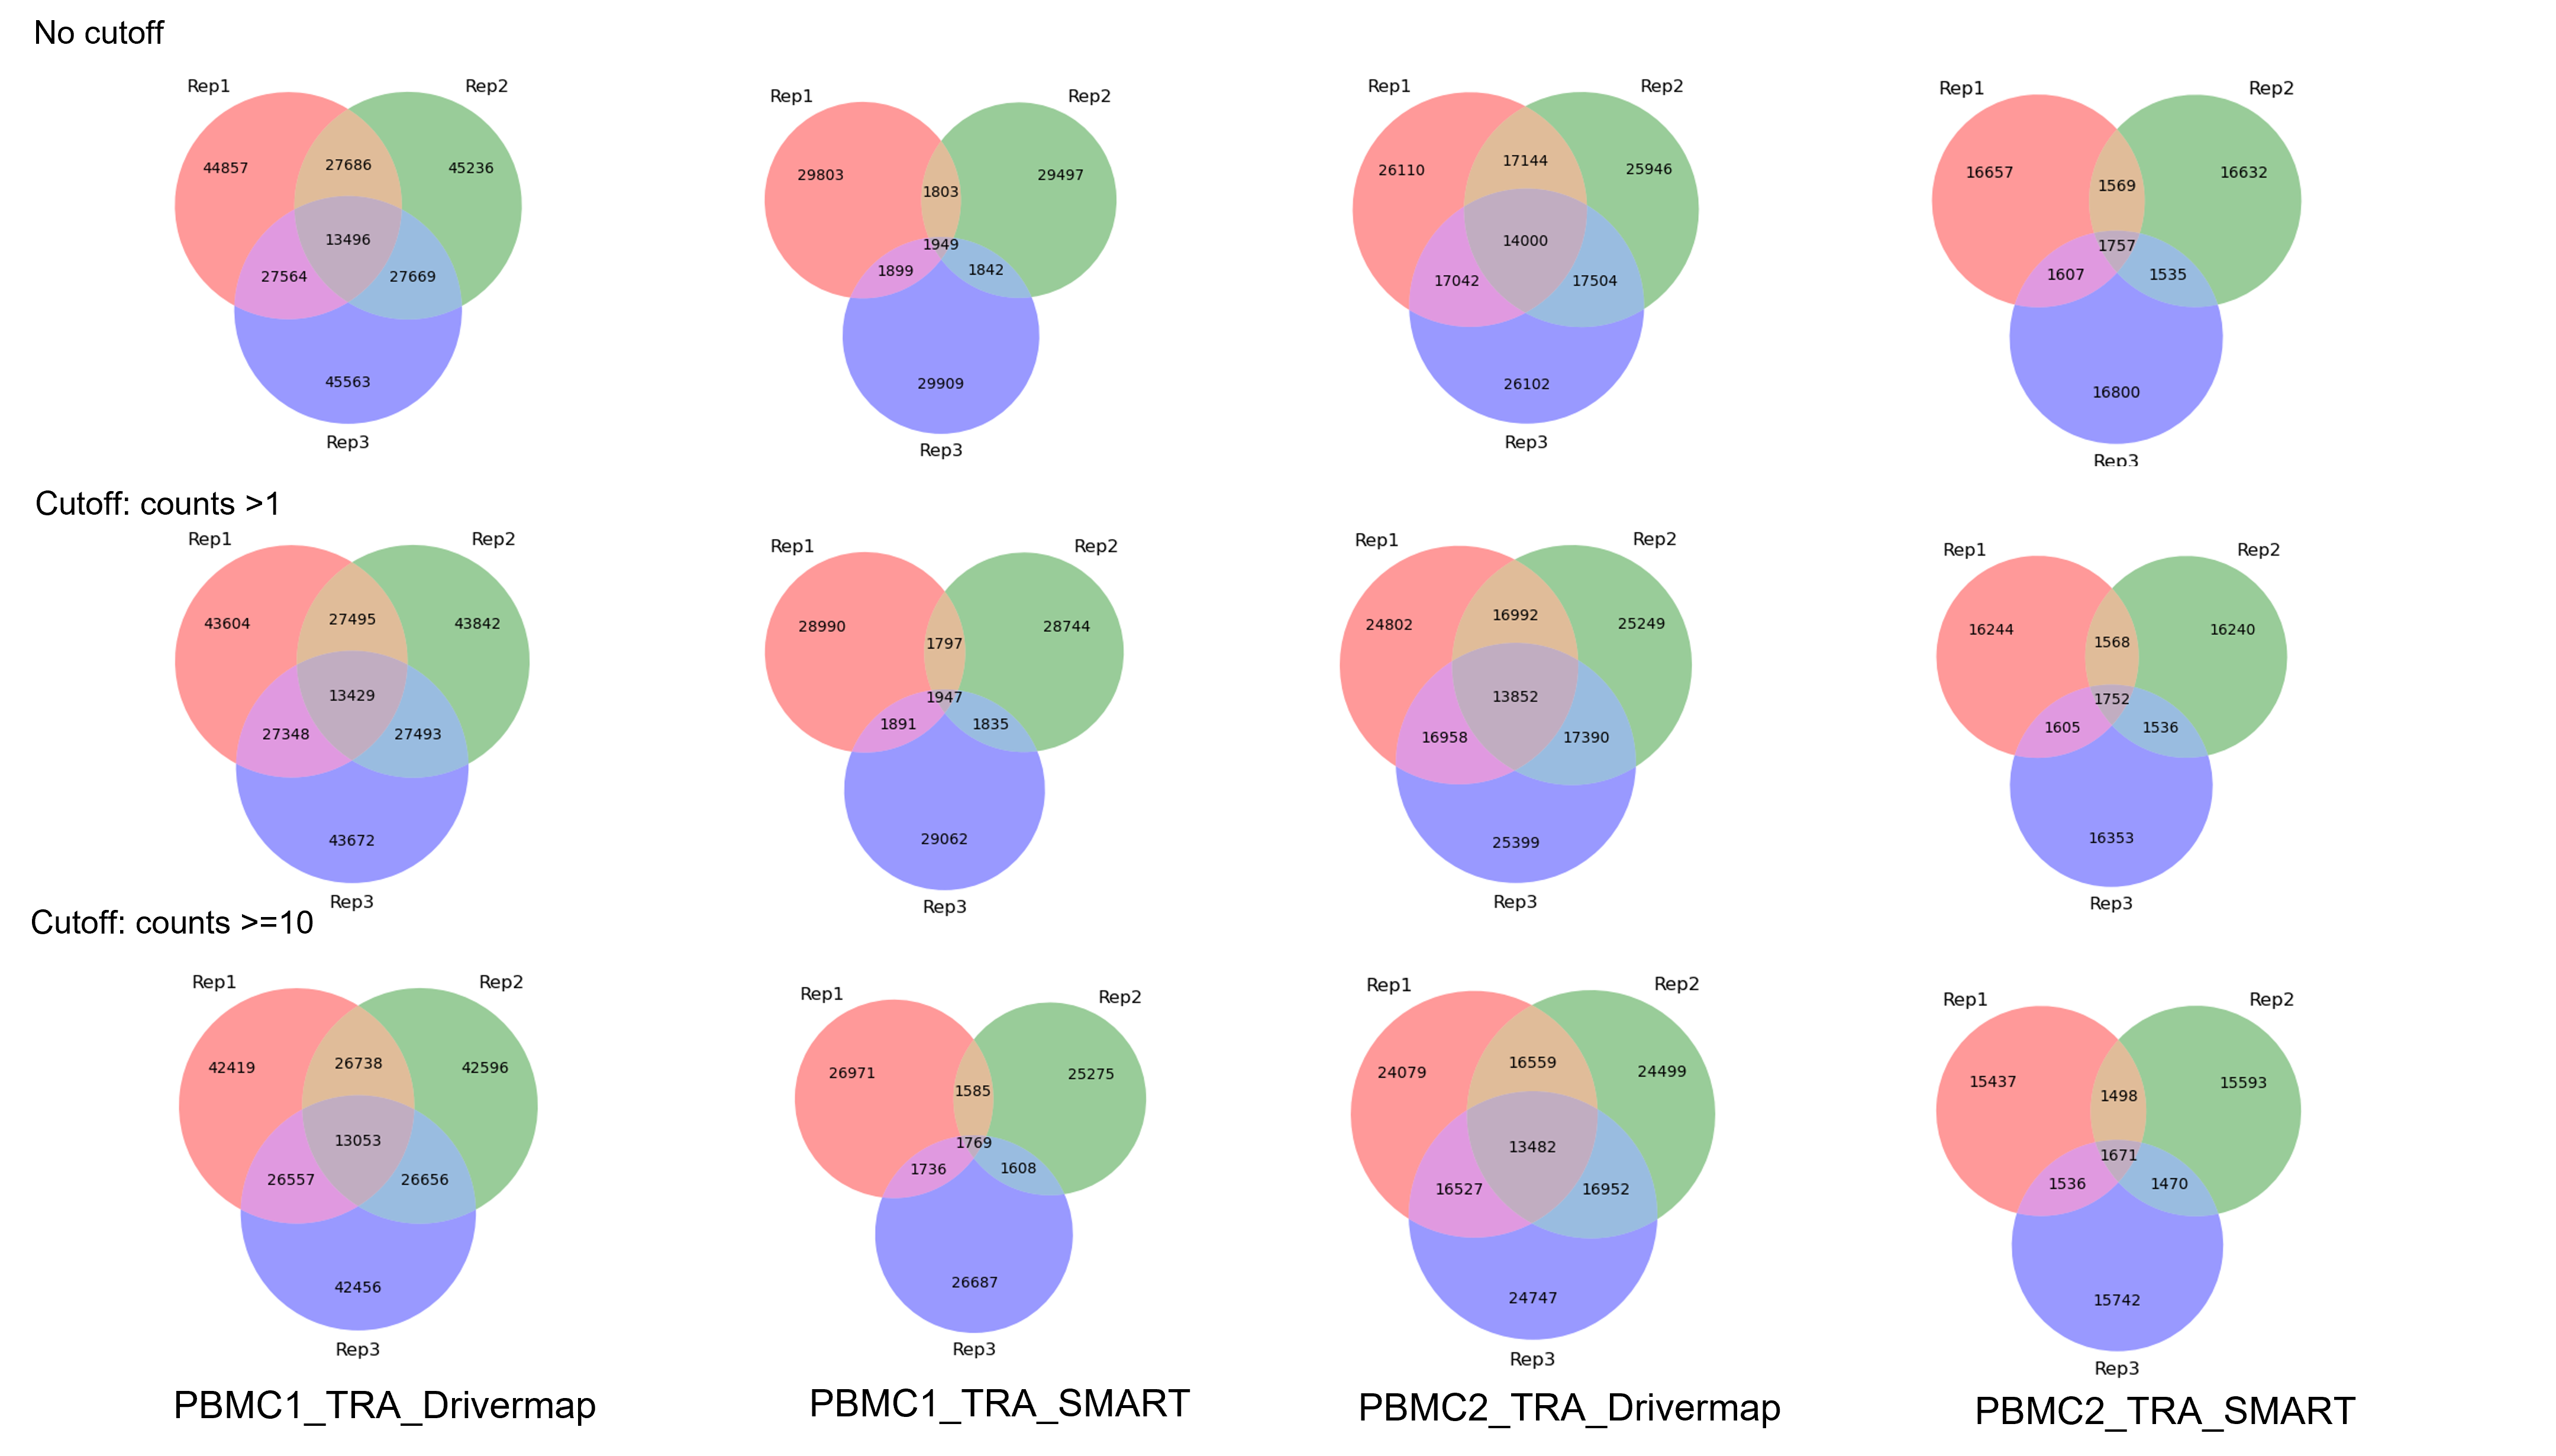 No cutoff
Rep1
Rep2
44857
27686
45236
13496
27564
27669
45563
Rep3
Rep1
Rep2
29803
1803
29497
1949
1899
1842
29909
Rep3
Rep1
Rep2
26110
17144
25946
14000
17042
17504
26102
Rep3
Rep1
Rep2
16657
1569
16632
1757
1607
1535
16800
Rep3
Cutoff: counts >1
Rep1
Rep2
43604
27495
43842
13429
27348
27493
43672
Rep3
Rep1
Rep2
28990
1797
28744
1947
1891
1835
29062
Rep3
Rep1
Rep2
24802
16992
25249
13852
16958
17390
25399
Rep3
Rep1
Rep2
16244
1568
16240
1752
1605
1536
16353
Rep3
Cutoff: counts >=10
Rep1
Rep2
42419
26738
42596
13053
26557
26656
42456
Rep3
Rep1
Rep2
26971
1585
25275
1769
1736
1608
26687
Rep3
Rep1
Rep2
24079
16559
24499
13482
16527
16952
24747
Rep3
Rep1
Rep2
15437
1498
15593
1671
1536
1470
15742
Rep3
PBMC1_TRA_Drivermap
PBMC1_TRA_SMART
PBMC2_TRA_Drivermap
PBMC2_TRA_SMART